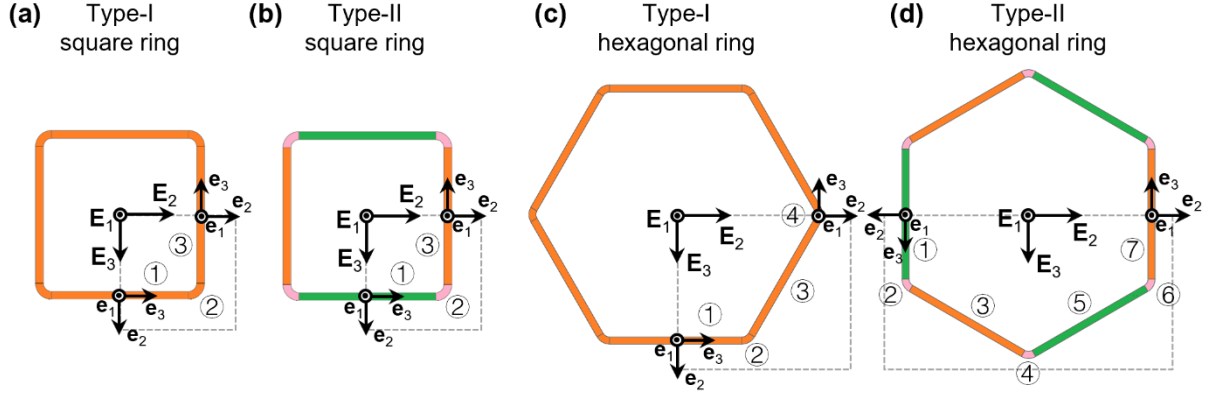 (a) Type-I
square ring
E₁
E₂
E₃
e₃
e₂
e₁
③
①
②
e₁
e₃
e₂
(b) Type-II
square ring
E₁
E₂
E₃
e₃
e₂
e₁
③
①
②
e₁
e₃
e₂
(c) Type-I
hexagonal ring
E₁
E₂
E₃
e₃
e₂
e₁
④
③
①
②
e₁
e₃
e₂
(d) Type-II
hexagonal ring
e₂
e₁
e₃
①
②
③
④
E₁
E₂
E₃
⑤
⑥
⑦
e₃
e₂
e₁